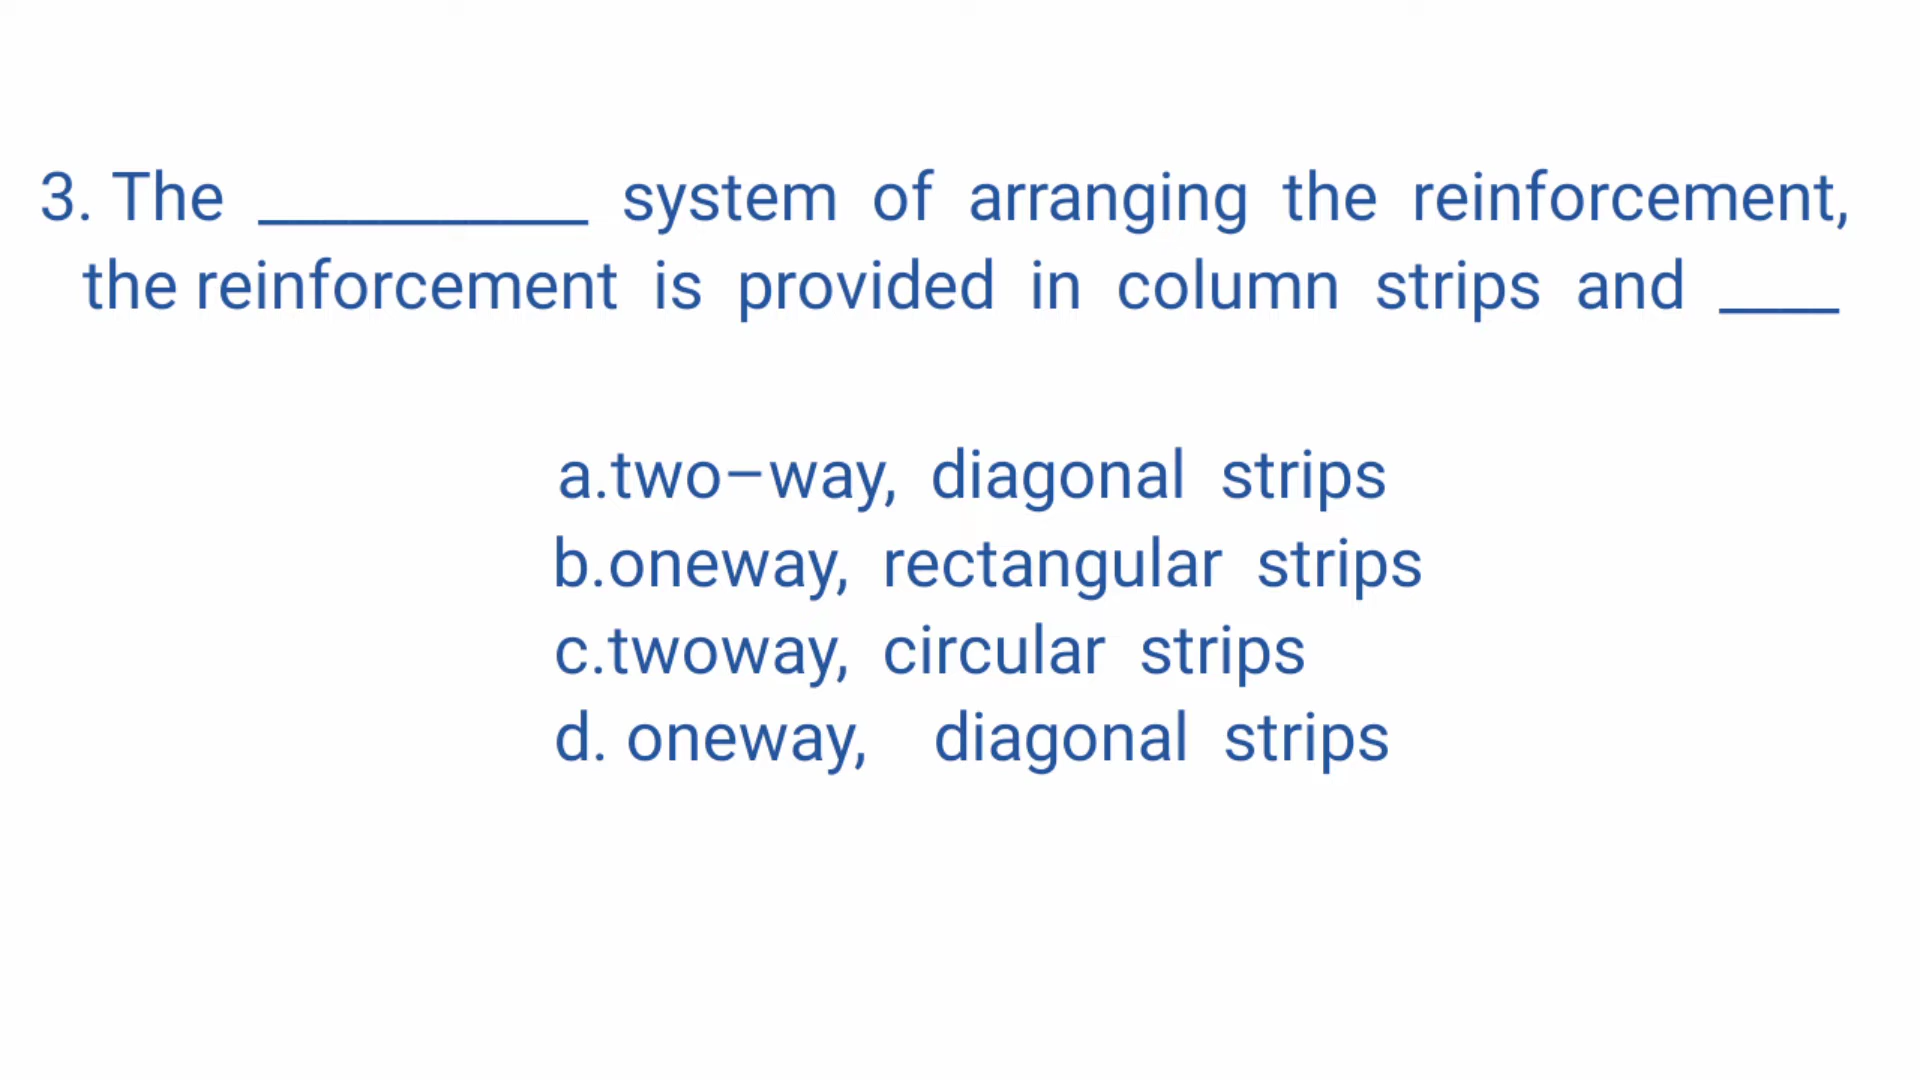 3. The ___________ system of arranging the reinforcement,
the reinforcement is provided in column strips and ____
a.two–way, diagonal strips
b.oneway, rectangular strips
c.twoway, circular strips
d. oneway, diagonal strips